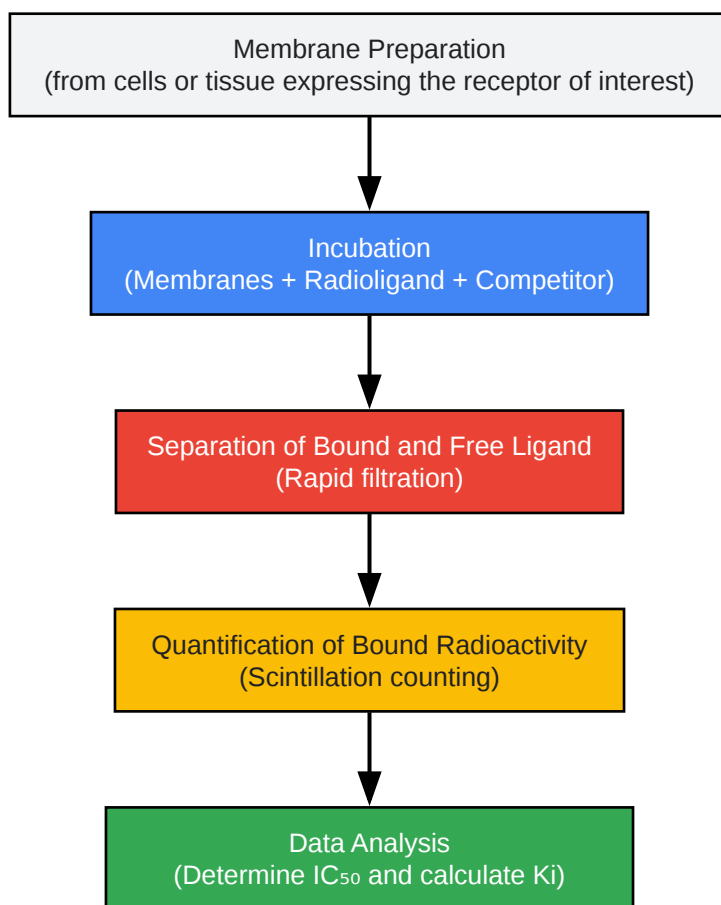 Membrane Preparation
(from cells or tissue expressing the receptor of interest)
Incubation
(Membranes + Radioligand + Competitor)
Separation of Bound and Free Ligand
(Rapid filtration)
Quantification of Bound Radioactivity
(Scintillation counting)
Data Analysis
(Determine IC₅₀ and calculate Ki)